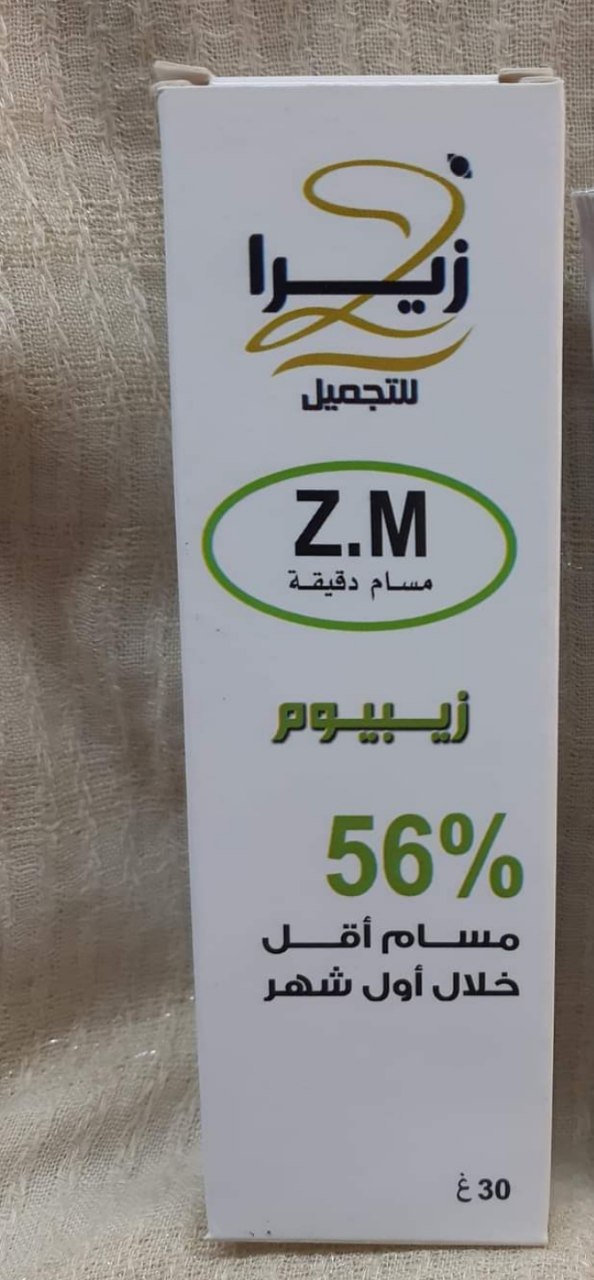 زيرا
للتجميل
Z.M
مسام دقيقة
زيبيوم
56%
مسام أقل
خلال أول شهر
30 غ